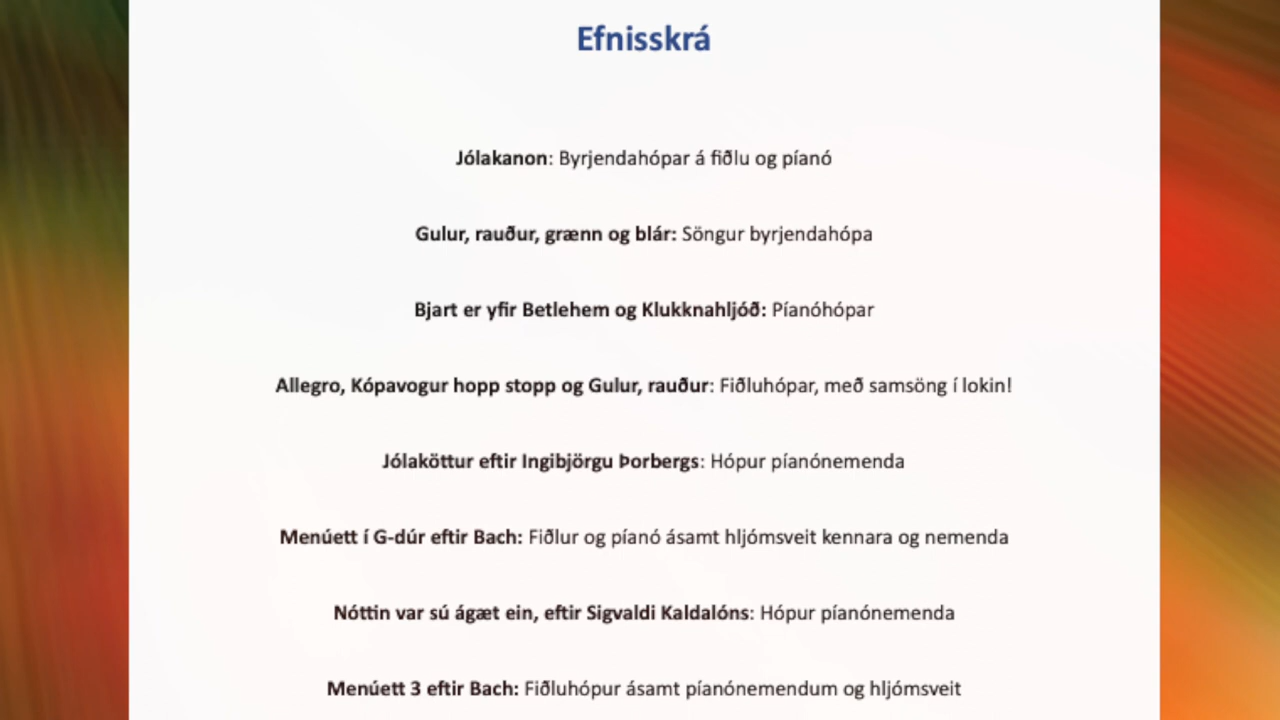 Efnisskrá
Jólakanon: Byrjendahópar á fiðlu og píanó
Gulur, rauður, grænn og blár: Söngur byrjendahópa
Bjart er yfir Betlehem og Klukknahljóð: Píanóhópar
Allegro, Kópavogur hopp stopp og Gulur, rauður: Fiðluhópar, með samsöng í lokin!
Jólaköttur eftir Ingibjörgu Þorbergs: Hópur píanónemenda
Menúett í G-dúr eftir Bach: Fiðlur og píanó ásamt hljómsveit kennara og nemenda
Nóttin var sú ágæt ein, eftir Sigvaldi Kaldalóns: Hópur píanónemenda
Menúett 3 eftir Bach: Fiðluhópur ásamt píanónemendum og hljómsveit